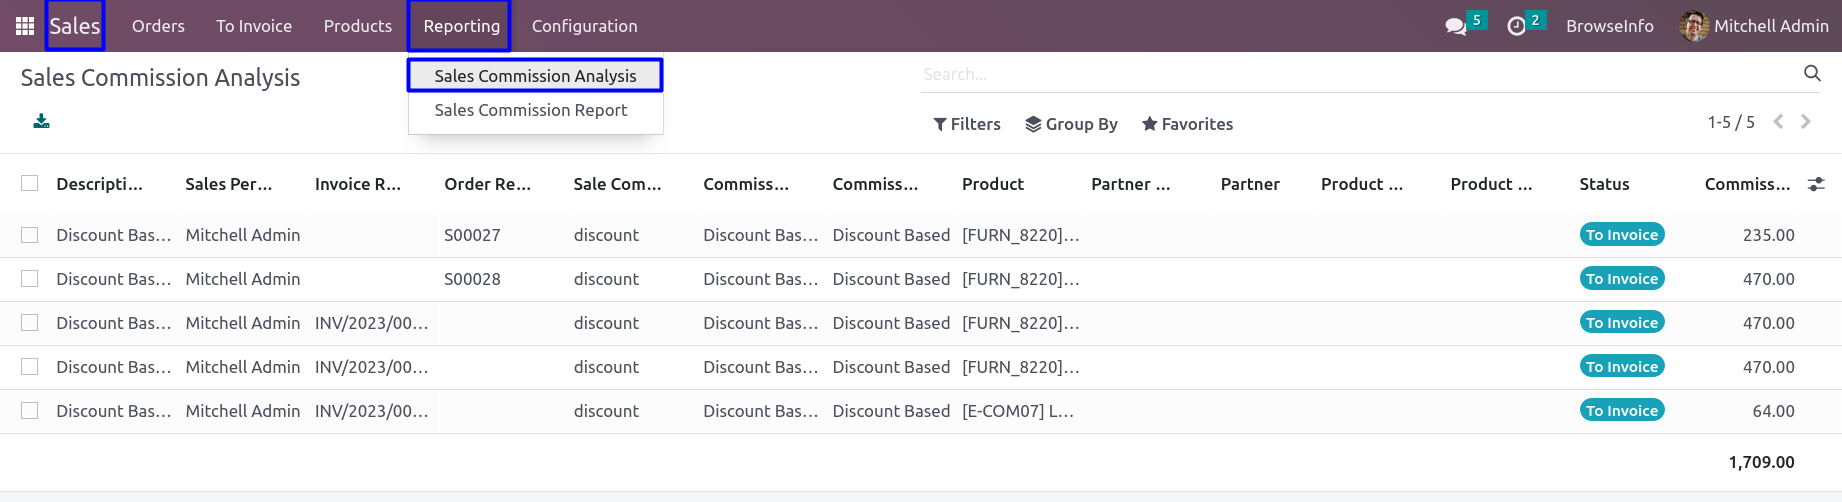 Sales Orders To Invoice Products Reporting Configuration 5 2 BrowseInfo Mitchell Admin
Sales Commission Analysis
Search...
Sales Commission Analysis
Sales Commission Report
Filters Group By Favorites 1-5 / 5
Descripti... Sales Per... Invoice R... Order Re... Sale Com... Commiss... Commiss... Product Partner ... Partner Product ... Product ... Status Commiss...
Discount Bas... Mitchell Admin S00027 discount Discount Bas... Discount Based [FURN_8220]... To Invoice 235.00
Discount Bas... Mitchell Admin S00028 discount Discount Bas... Discount Based [FURN_8220]... To Invoice 470.00
Discount Bas... Mitchell Admin INV/2023/00... discount Discount Bas... Discount Based [FURN_8220]... To Invoice 470.00
Discount Bas... Mitchell Admin INV/2023/00... discount Discount Bas... Discount Based [FURN_8220]... To Invoice 470.00
Discount Bas... Mitchell Admin INV/2023/00... discount Discount Bas... Discount Based [E-COM07] L... To Invoice 64.00
1,709.00